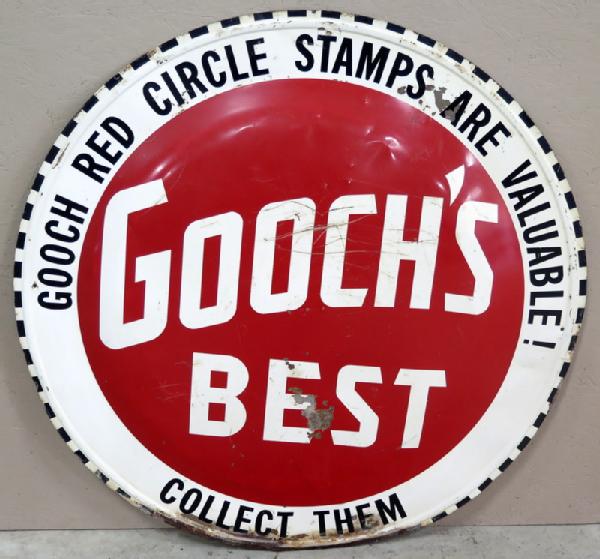 GOOCH RED CIRCLE STAMPS ARE VALUABLE!
GOOCH'S
BEST
COLLECT THEM